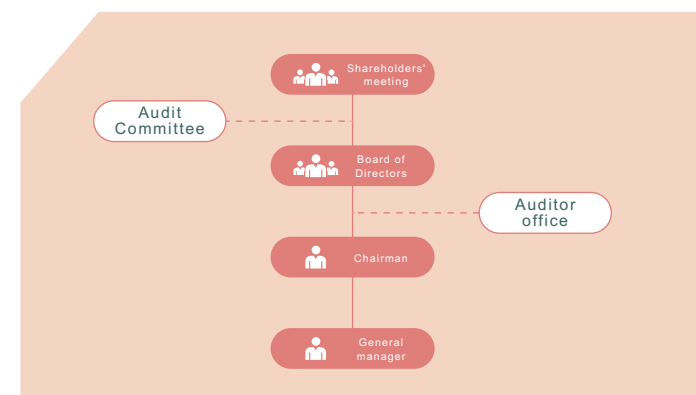 Shareholders'
meeting
Audit
Committee
Board of
Directors
Auditor
office
Chairman
General
manager